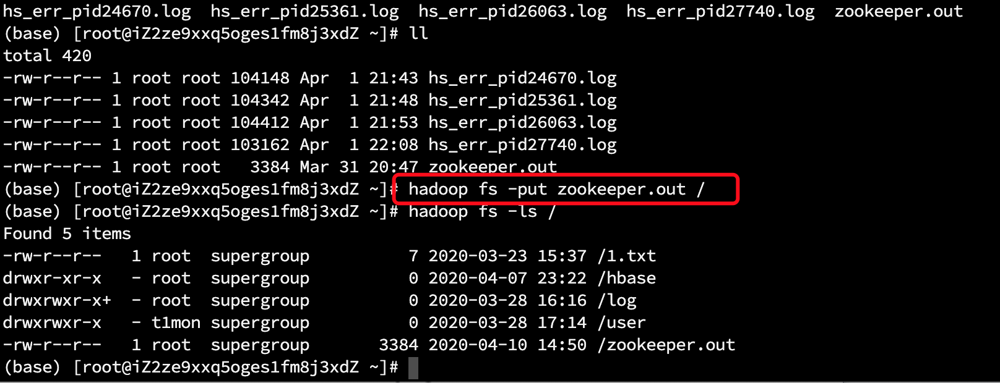 hs_err_pid24670.log  hs_err_pid25361.log  hs_err_pid26063.log  hs_err_pid27740.log  zookeeper.out
(base) [root@iZ2ze9xxq5oges1fm8j3xdZ ~]# ll
total 420
-rw-r--r-- 1 root root 104148 Apr  1 21:43 hs_err_pid24670.log
-rw-r--r-- 1 root root 104342 Apr  1 21:48 hs_err_pid25361.log
-rw-r--r-- 1 root root 104412 Apr  1 21:53 hs_err_pid26063.log
-rw-r--r-- 1 root root 103162 Apr  1 22:08 hs_err_pid27740.log
-rw-r--r-- 1 root root   3384 Mar 31 20:47 zookeeper.out
(base) [root@iZ2ze9xxq5oges1fm8j3xdZ ~]# hadoop fs -put zookeeper.out /
(base) [root@iZ2ze9xxq5oges1fm8j3xdZ ~]# hadoop fs -ls /
Found 5 items
-rw-r--r--   1 root  supergroup          7 2020-03-23 15:37 /1.txt
drwxr-xr-x   - root  supergroup          0 2020-04-07 23:22 /hbase
drwxrwxr-x+  - root  supergroup          0 2020-03-28 16:16 /log
drwxrwxr-x   - t1mon supergroup          0 2020-03-28 17:14 /user
-rw-r--r--   1 root  supergroup       3384 2020-04-10 14:50 /zookeeper.out
(base) [root@iZ2ze9xxq5oges1fm8j3xdZ ~]#